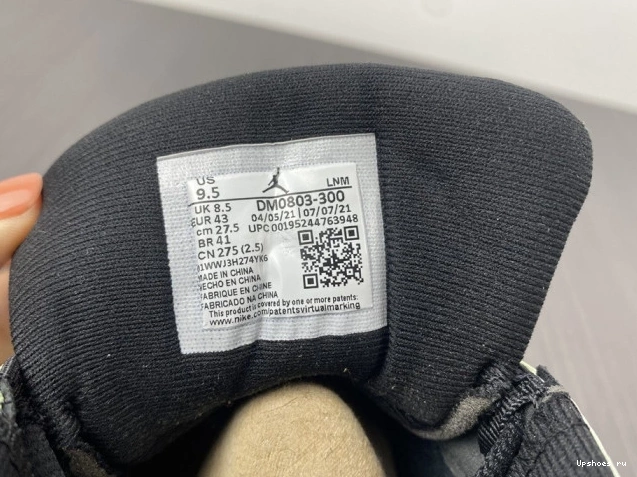 US
9.5
LNM
UK 8.5
DM0803-300
EUR 43
04/05/21 | 07/07/21
cm 27.5
UPC 00195244763948
BR 41
CN 275 (2.5)
MADE IN CHINA
HECHO EN CHINA
FABRIQUE EN CHINE
FABRICADO NA CHINA
This product is covered by one or more patents:
www.nike.com/patentsvirtualmarking
Upshoes.ru